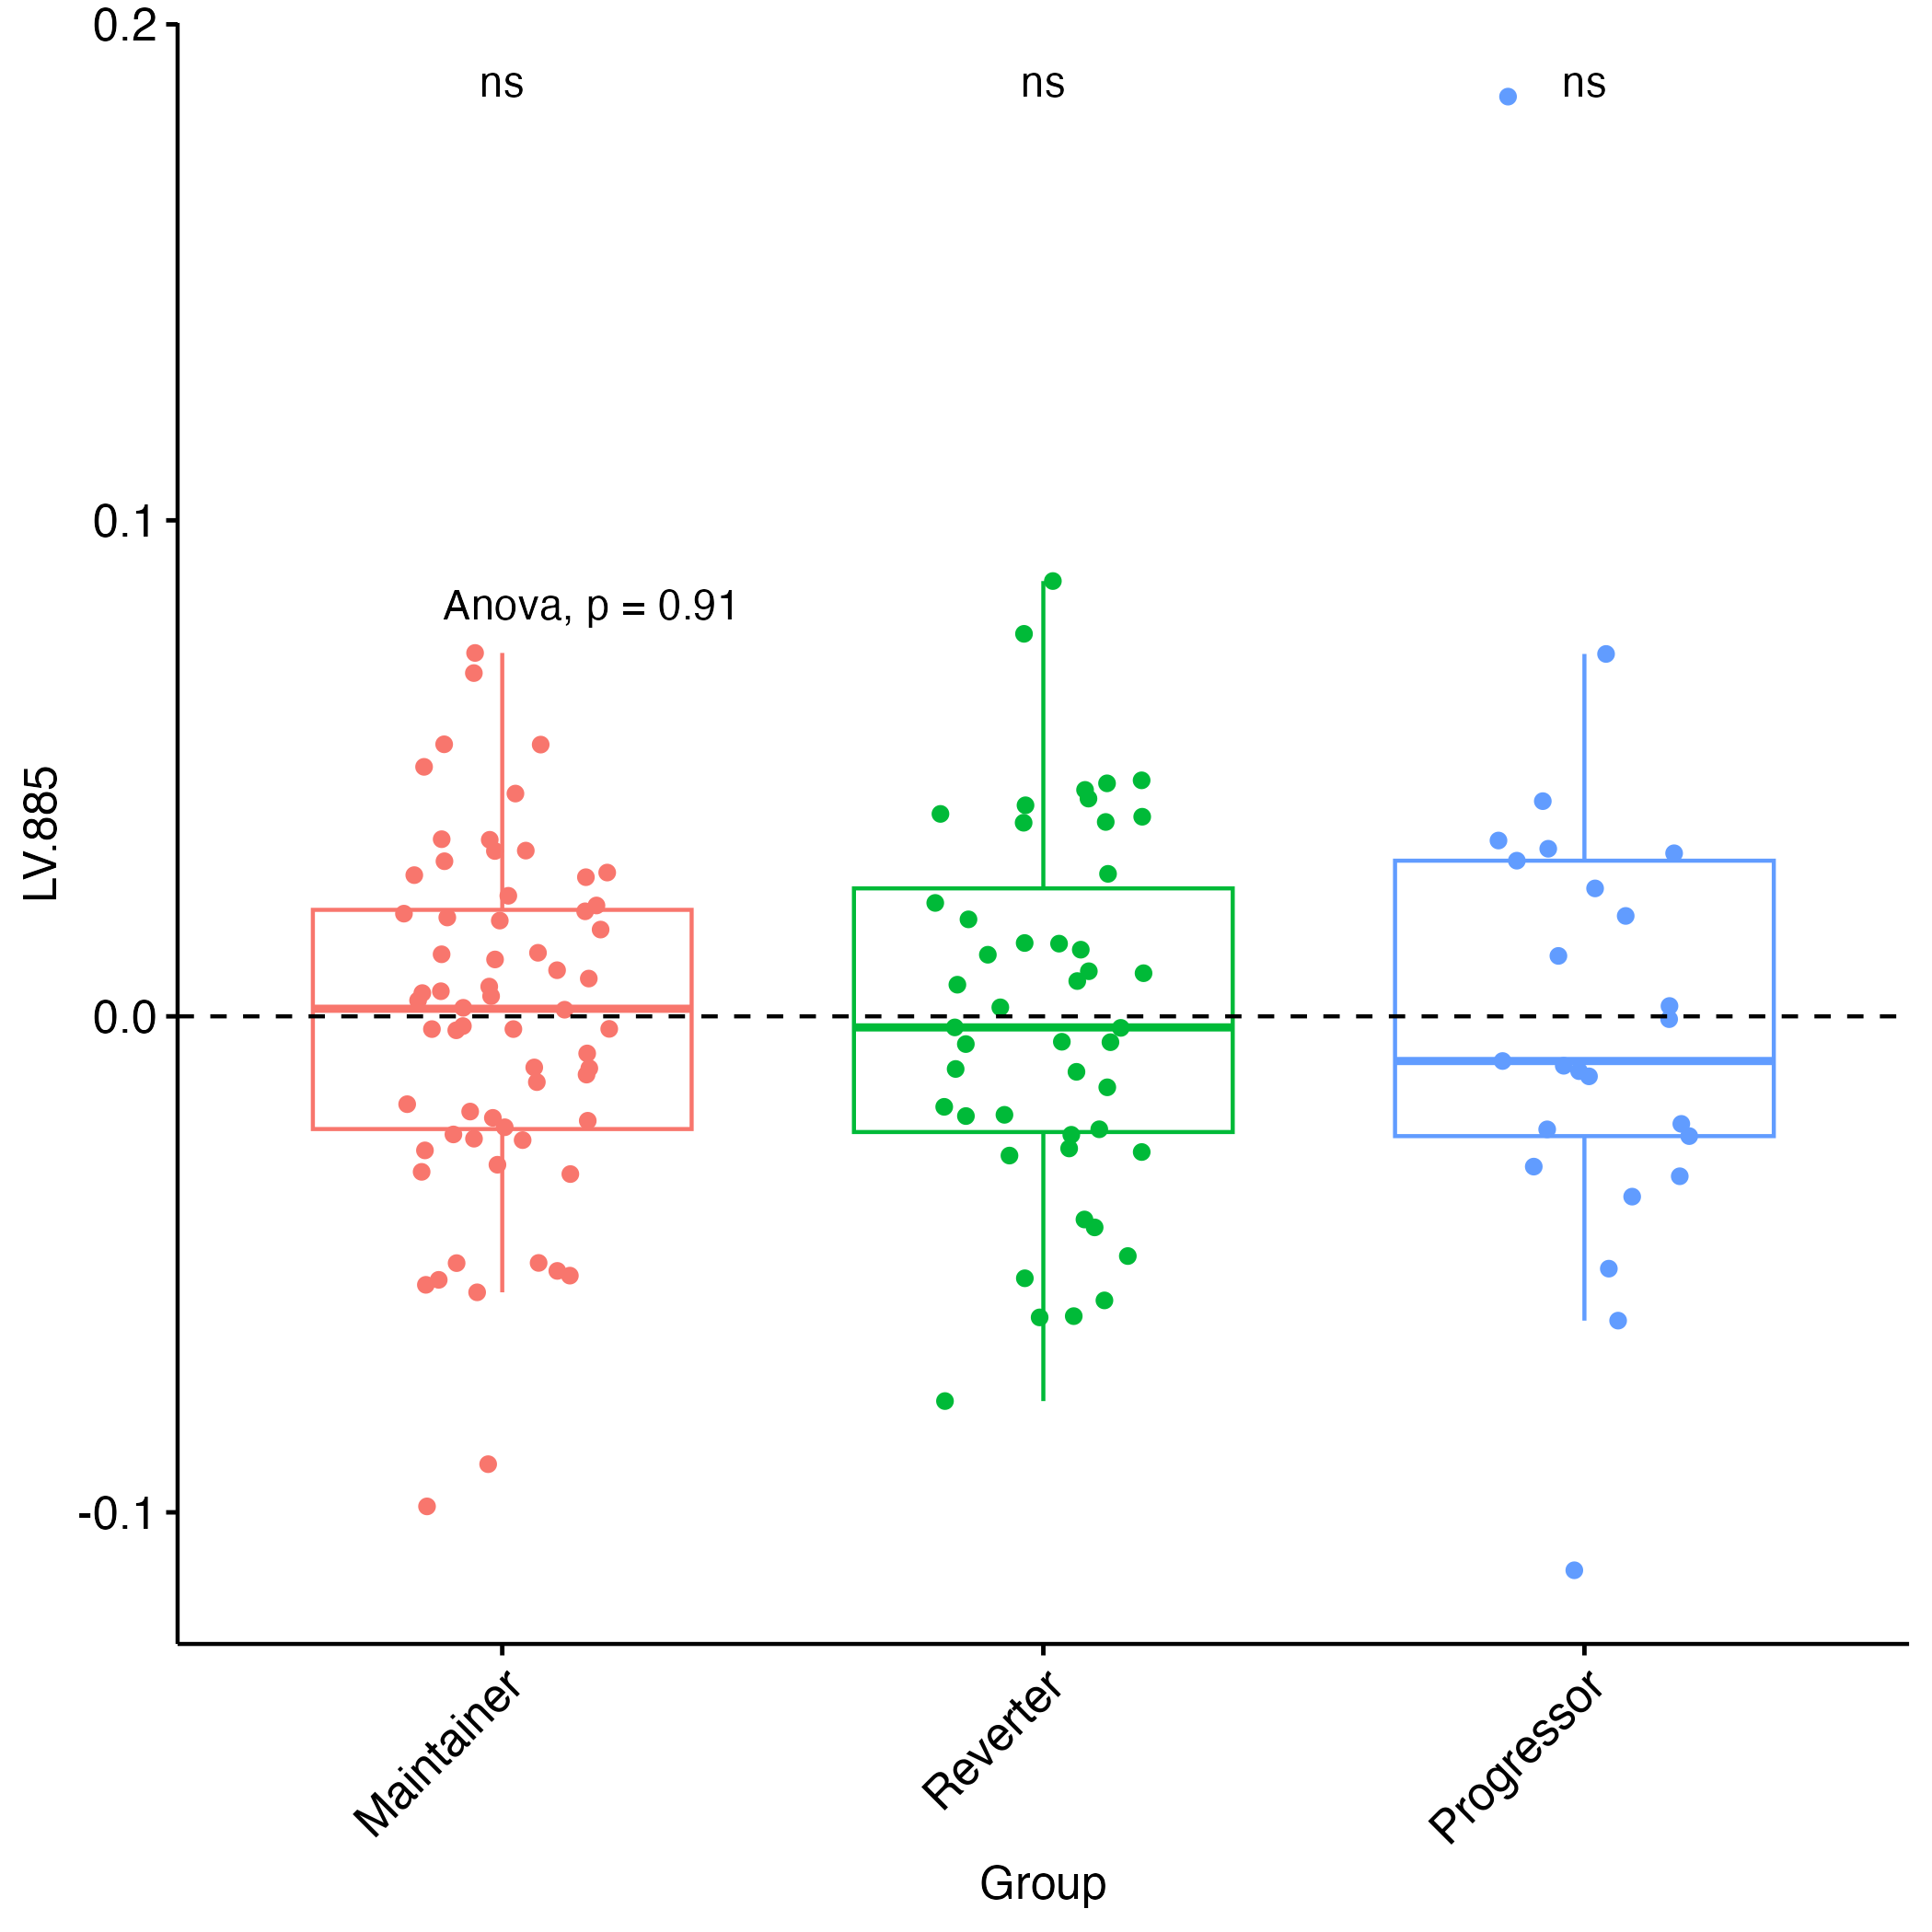 0.2
ns ns ns
0.1
Anova, p = 0.91
LV.885
0.0
-0.1
Maintainer Reverter Progressor
Group